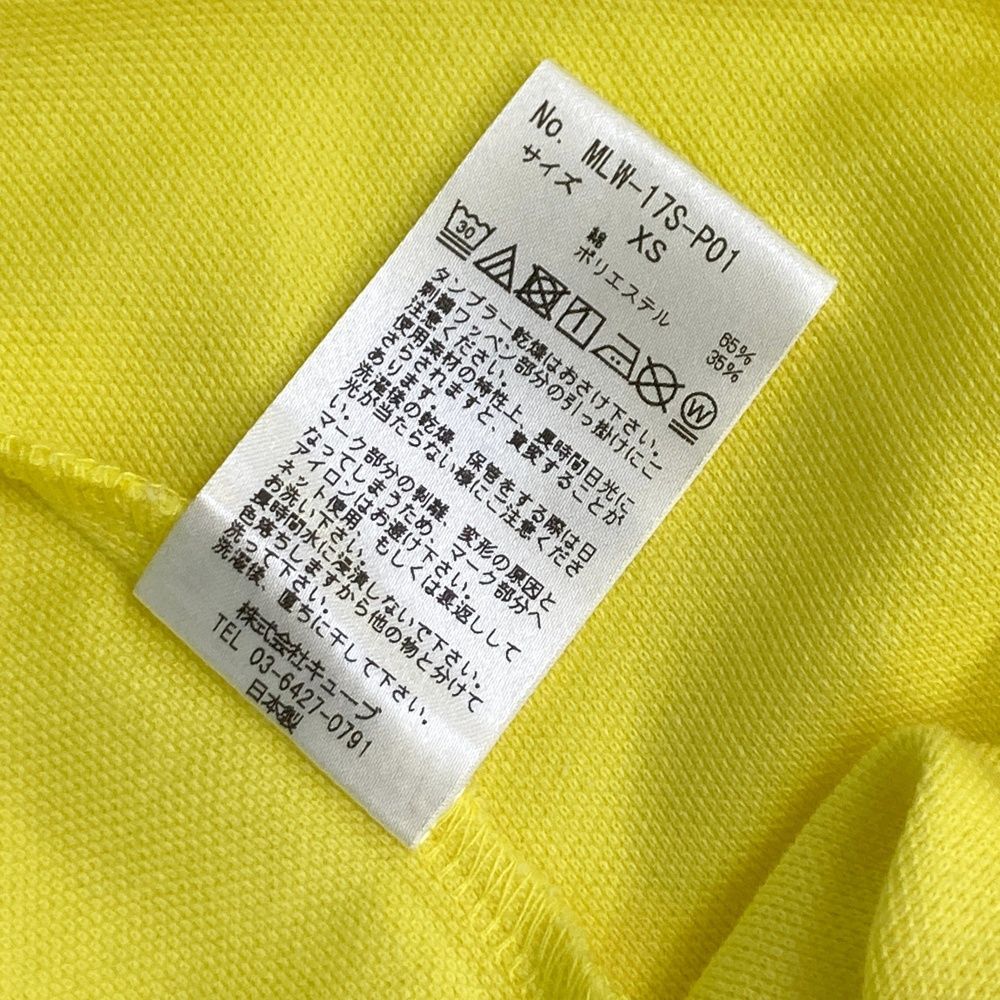 No. MLW-17S-P01
サイズ XS
綿 65%
ポリエステル 35%
30
W
タンブラー乾燥はおさけ下さい。
刺繍ワッペン部分の引っ掛けにご
注意ください。
使用素材の特性上、長時間日光に
さらされますと、黄変することが
あります。
洗濯後の乾燥、保管をする際は日
光が当たらない様にご注意くださ
い。
マーク部分の剥離、変形の原因と
なってしまうため、マーク部分へ
アイロンはお避け下さい。
ネット使用、もしくは裏返しして
お洗い下さい。
長時間水に浸漬しないで下さい。
色落ちしますから他の物と分けて
洗って下さい。
洗濯後、直ちに干して下さい。
株式会社キューブ
TEL 03-6427-0791
日本製